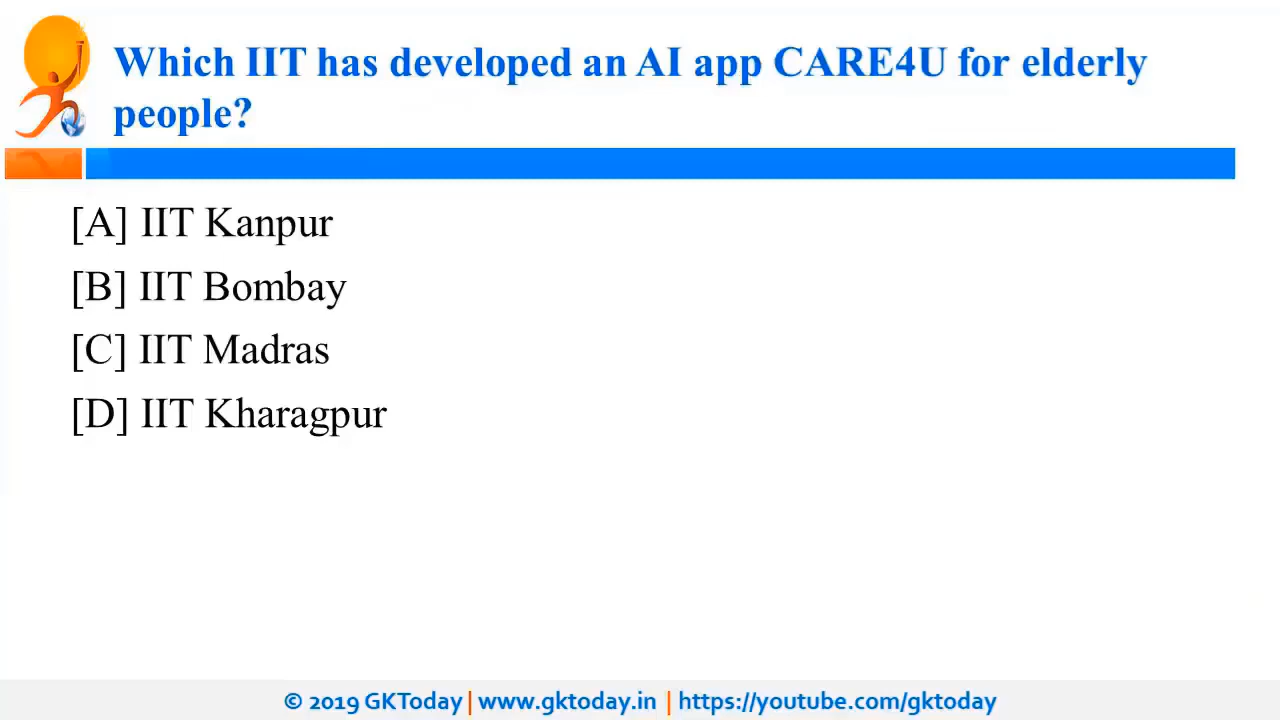 Which IIT has developed an AI app CARE4U for elderly
people?
[A] IIT Kanpur
[B] IIT Bombay
[C] IIT Madras
[D] IIT Kharagpur
© 2019 GKToday | www.gktoday.in | https://youtube.com/gktoday